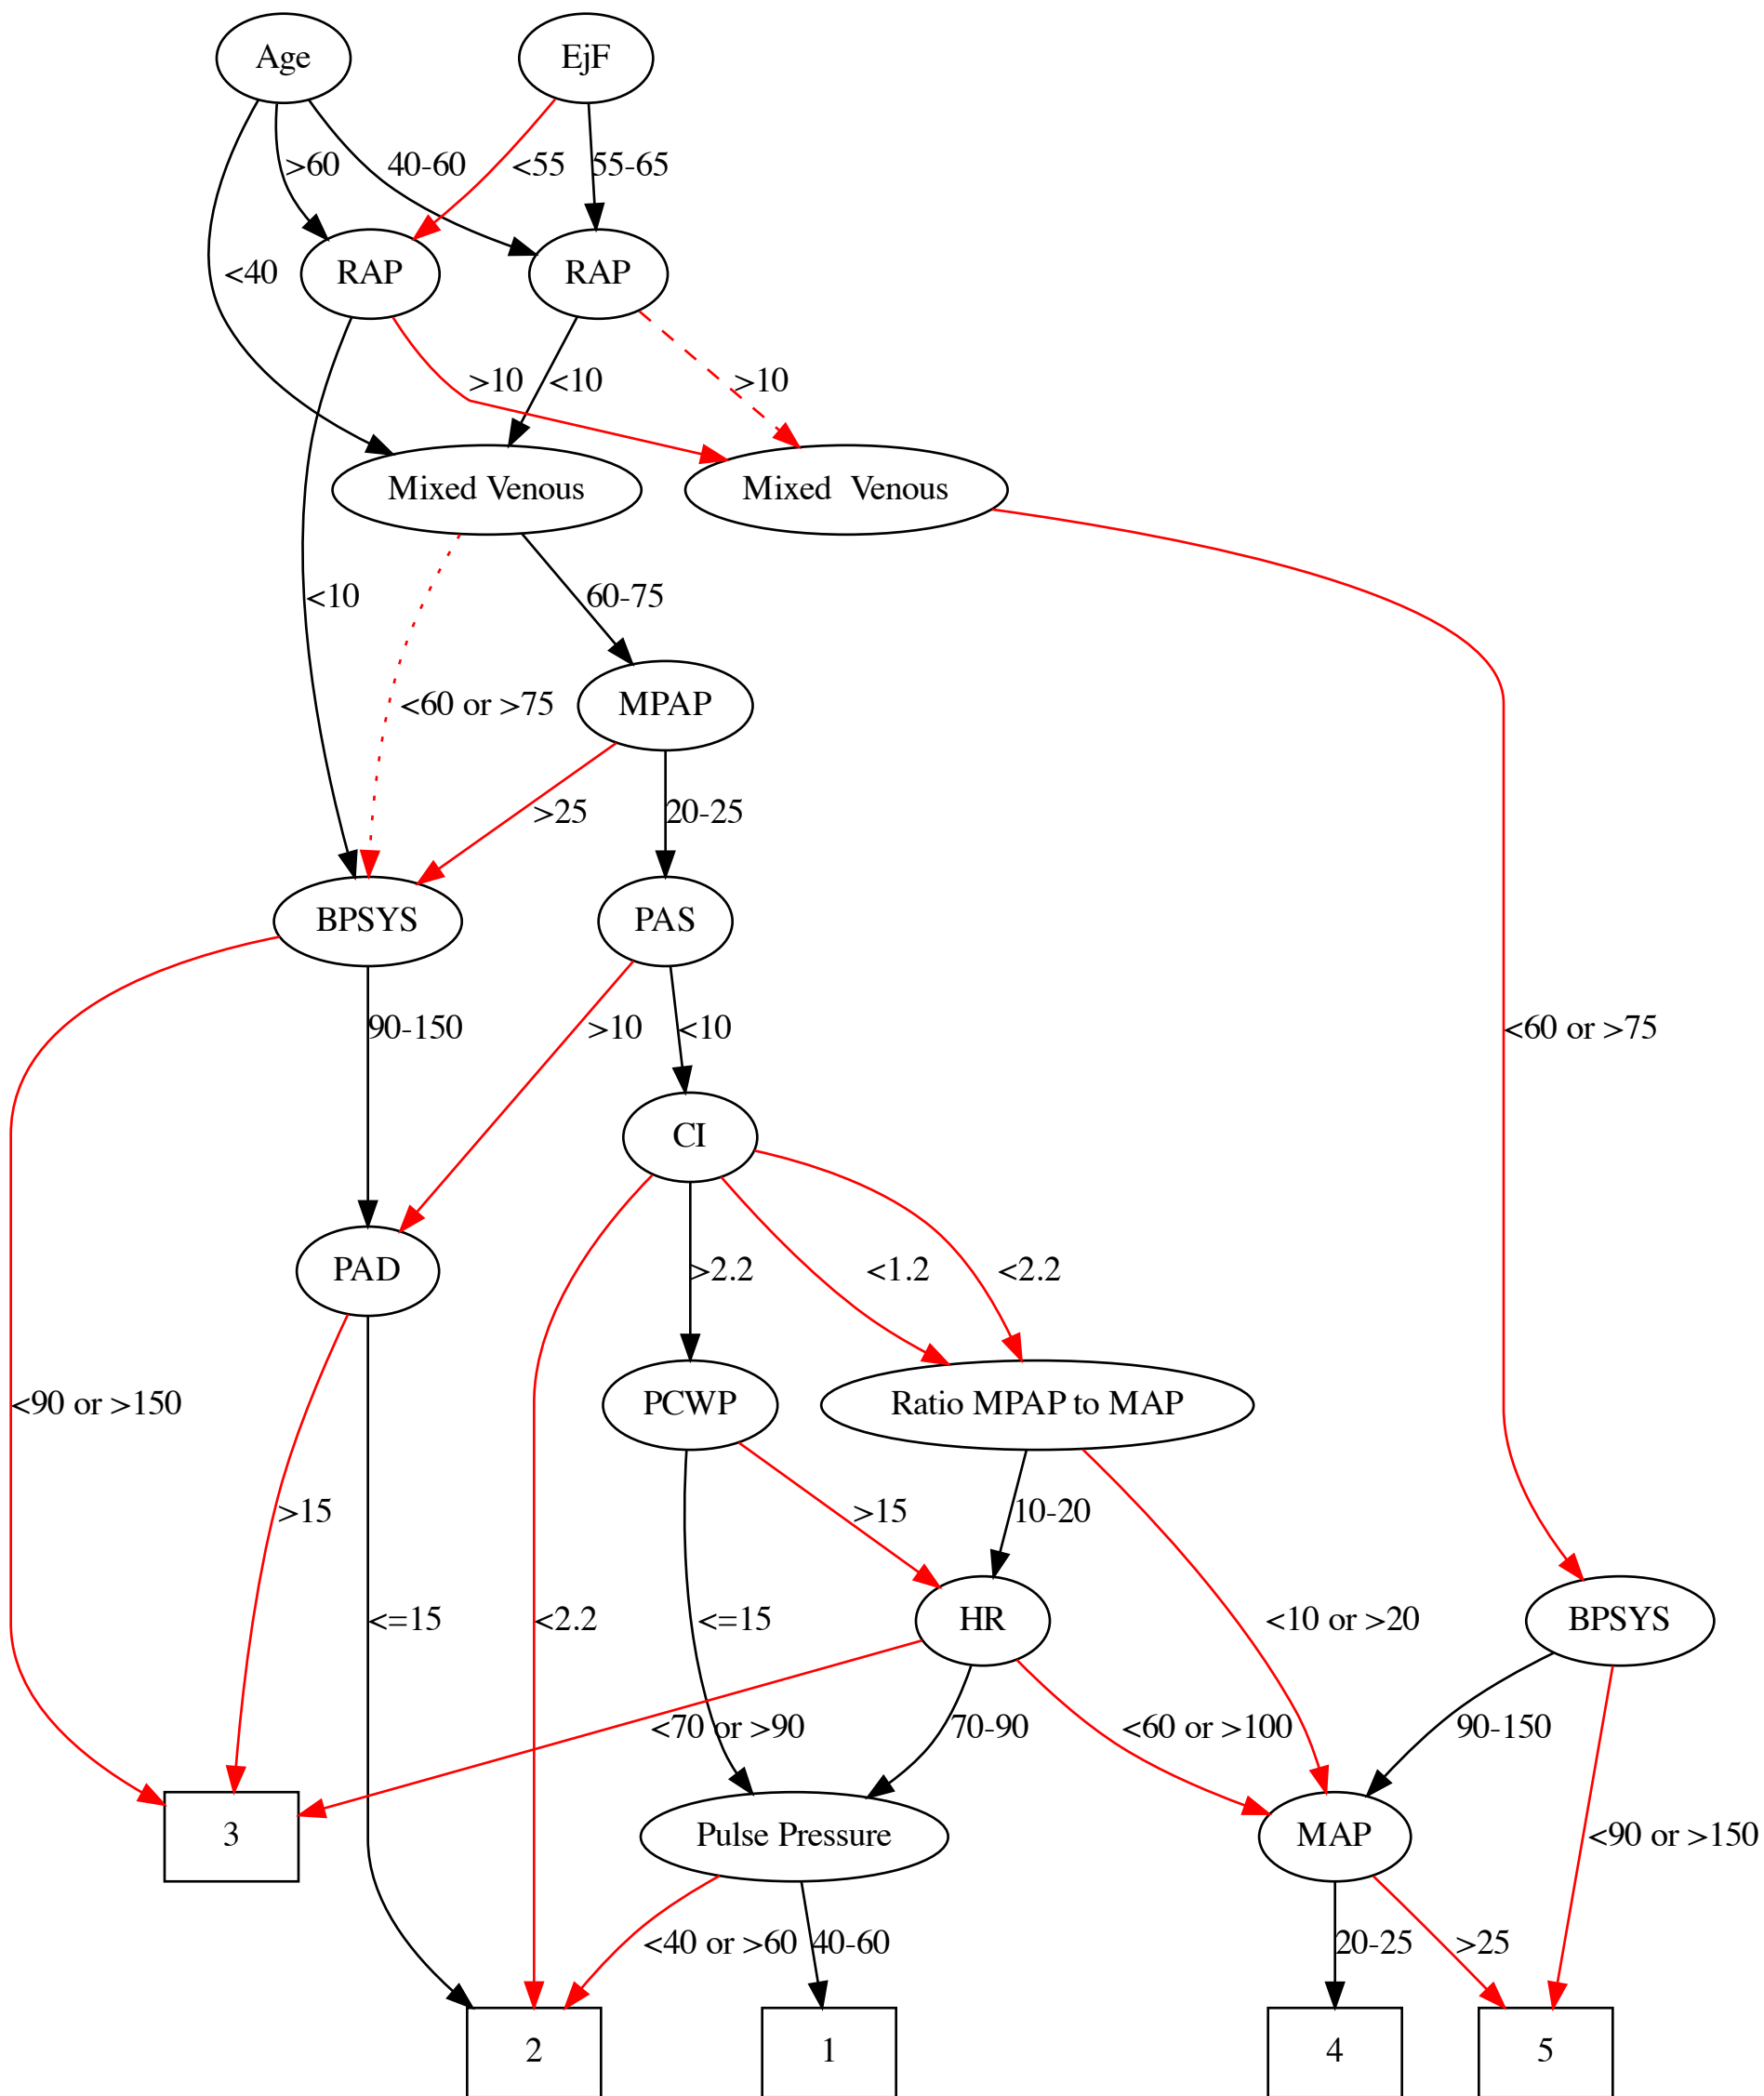 Age
EjF
>60
40-60
<55
55-65
RAP
RAP
<40
>10
<10
>10
Mixed Venous
Mixed  Venous
<10
60-75
<60 or >75
MPAP
>25
20-25
BPSYS
PAS
90-150
>10
<10
<60 or >75
CI
PAD
>2.2
<1.2
<2.2
<90 or >150
PCWP
Ratio MPAP to MAP
>15
>15
10-20
<=15
<2.2
<=15
HR
<10 or >20
BPSYS
<70 or >90
70-90
<60 or >100
90-150
3
Pulse Pressure
MAP
<90 or >150
<40 or >60
40-60
20-25
>25
2
1
4
5